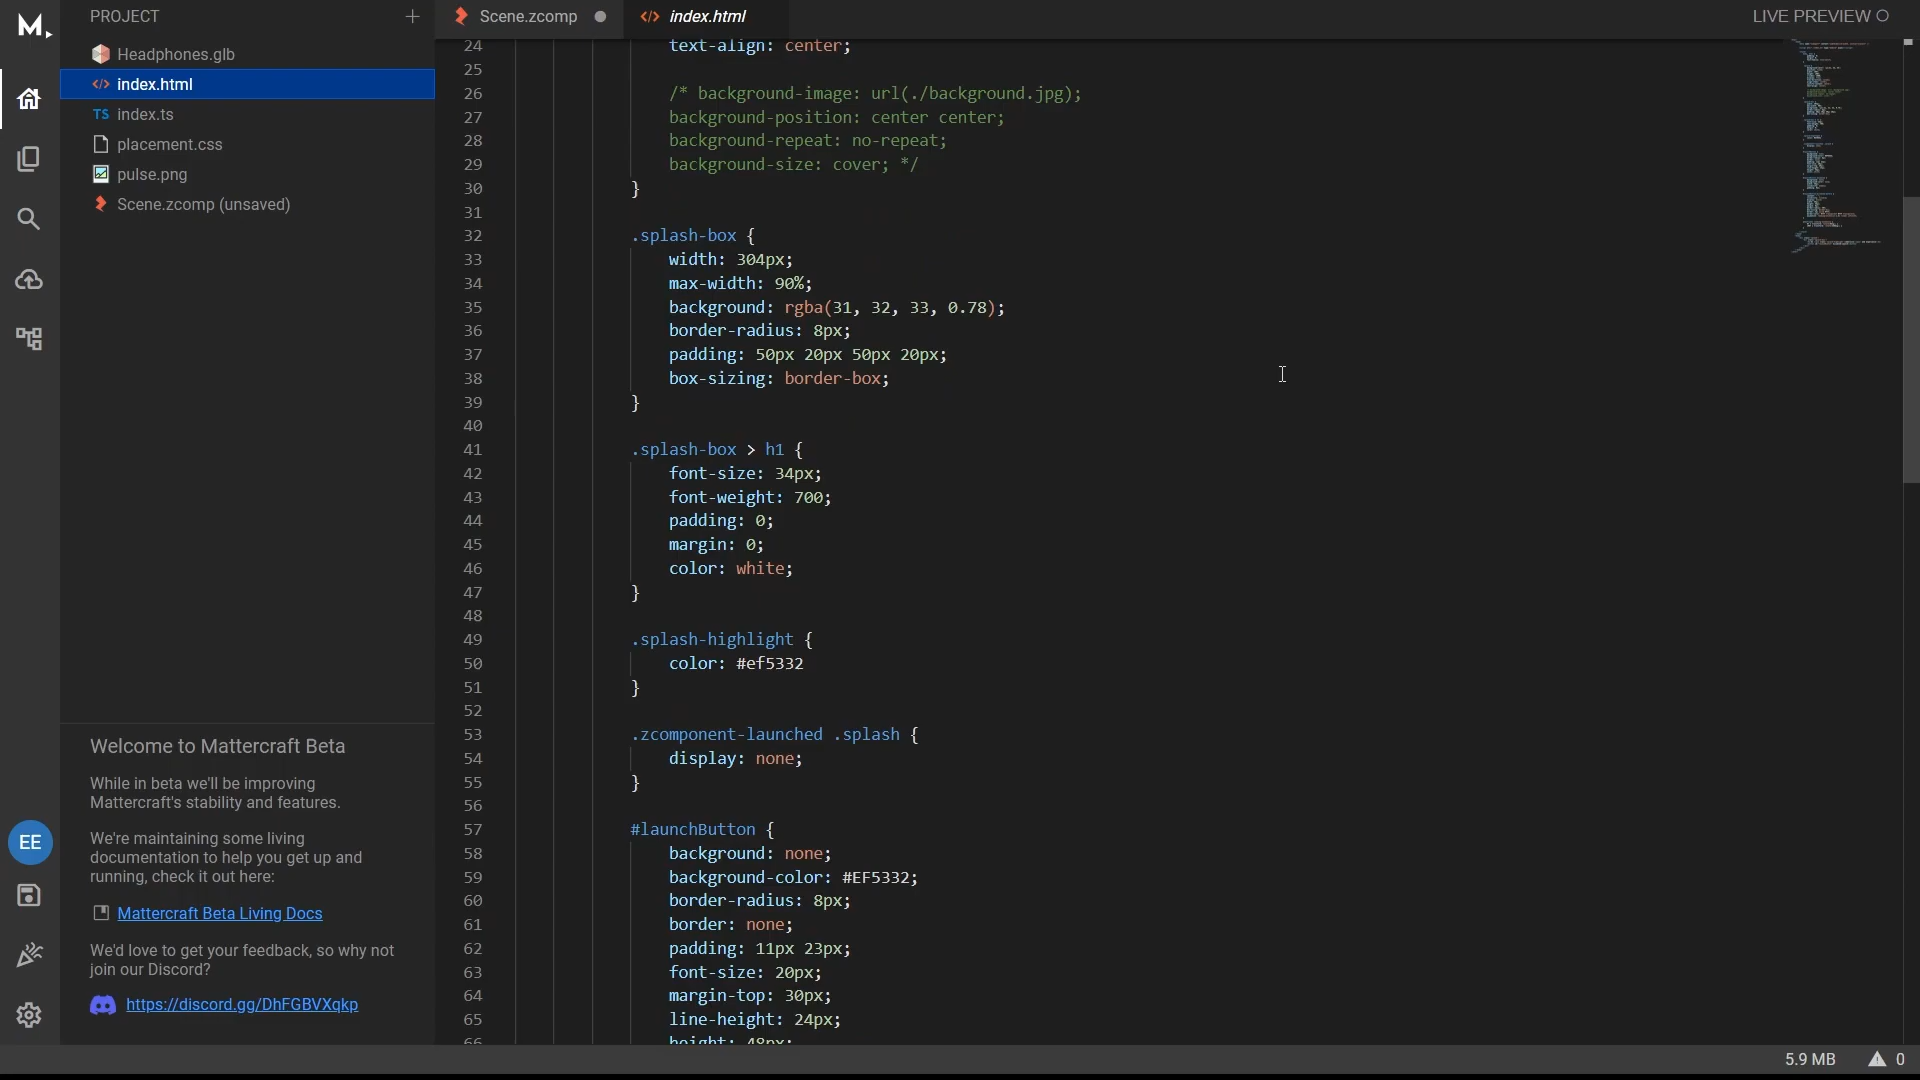 M.
PROJECT
Headphones.glb
index.html
TS index.ts
placement.css
pulse.png
Scene.zcomp (unsaved)
Welcome to Mattercraft Beta
While in beta we'll be improving
Mattercraft's stability and features.
We're maintaining some living
documentation to help you get up and
running, check it out here:
Mattercraft Beta Living Docs
We'd love to get your feedback, so why not
join our Discord?
https://discord.gg/DhFGBVXqkp
EE
Scene.zcomp
</> index.html
LIVE PREVIEW
24 text-align: center;
25
26 /* background-image: url(./background.jpg);
27 background-position: center center;
28 background-repeat: no-repeat;
29 background-size: cover; */
30 }
31
32 .splash-box {
33 width: 304px;
34 max-width: 90%;
35 background: rgba(31, 32, 33, 0.78);
36 border-radius: 8px;
37 padding: 50px 20px 50px 20px;
38 box-sizing: border-box;
39 }
40
41 .splash-box > h1 {
42 font-size: 34px;
43 font-weight: 700;
44 padding: 0;
45 margin: 0;
46 color: white;
47 }
48
49 .splash-highlight {
50 color: #ef5332
51 }
52
53 .zcomponent-launched .splash {
54 display: none;
55 }
56
57 #launchButton {
58 background: none;
59 background-color: #EF5332;
60 border-radius: 8px;
61 border: none;
62 padding: 11px 23px;
63 font-size: 20px;
64 margin-top: 30px;
65 line-height: 24px;
66 height: 48px;
5.9 MB
0